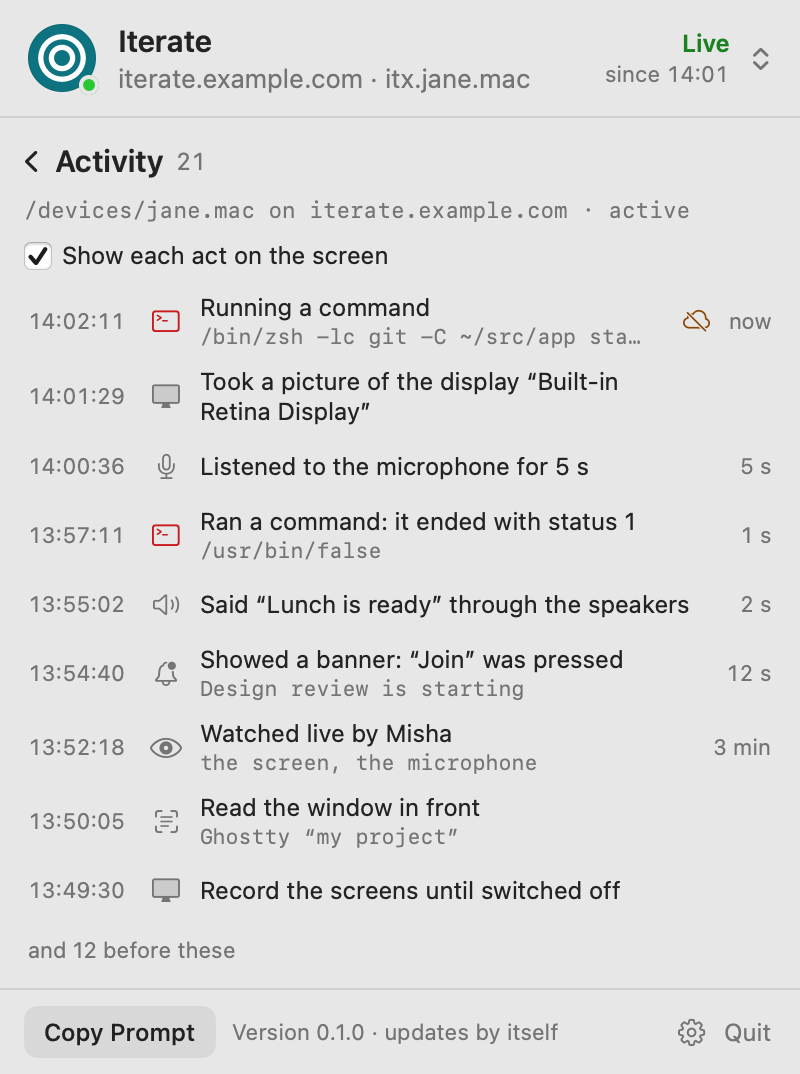 Iterate
iterate.example.com · itx.jane.mac
Live
since 14:01
Activity 21
/devices/jane.mac on iterate.example.com · active
Show each act on the screen
14:02:11 Running a command now
/bin/zsh -lc git -C ~/src/app sta…
14:01:29 Took a picture of the display “Built-in
Retina Display”
14:00:36 Listened to the microphone for 5 s 5 s
13:57:11 Ran a command: it ended with status 1 1 s
/usr/bin/false
13:55:02 Said “Lunch is ready” through the speakers 2 s
13:54:40 Showed a banner: “Join” was pressed 12 s
Design review is starting
13:52:18 Watched live by Misha 3 min
the screen, the microphone
13:50:05 Read the window in front
Ghostty “my project”
13:49:30 Record the screens until switched off
and 12 before these
Copy Prompt Version 0.1.0 · updates by itself Quit